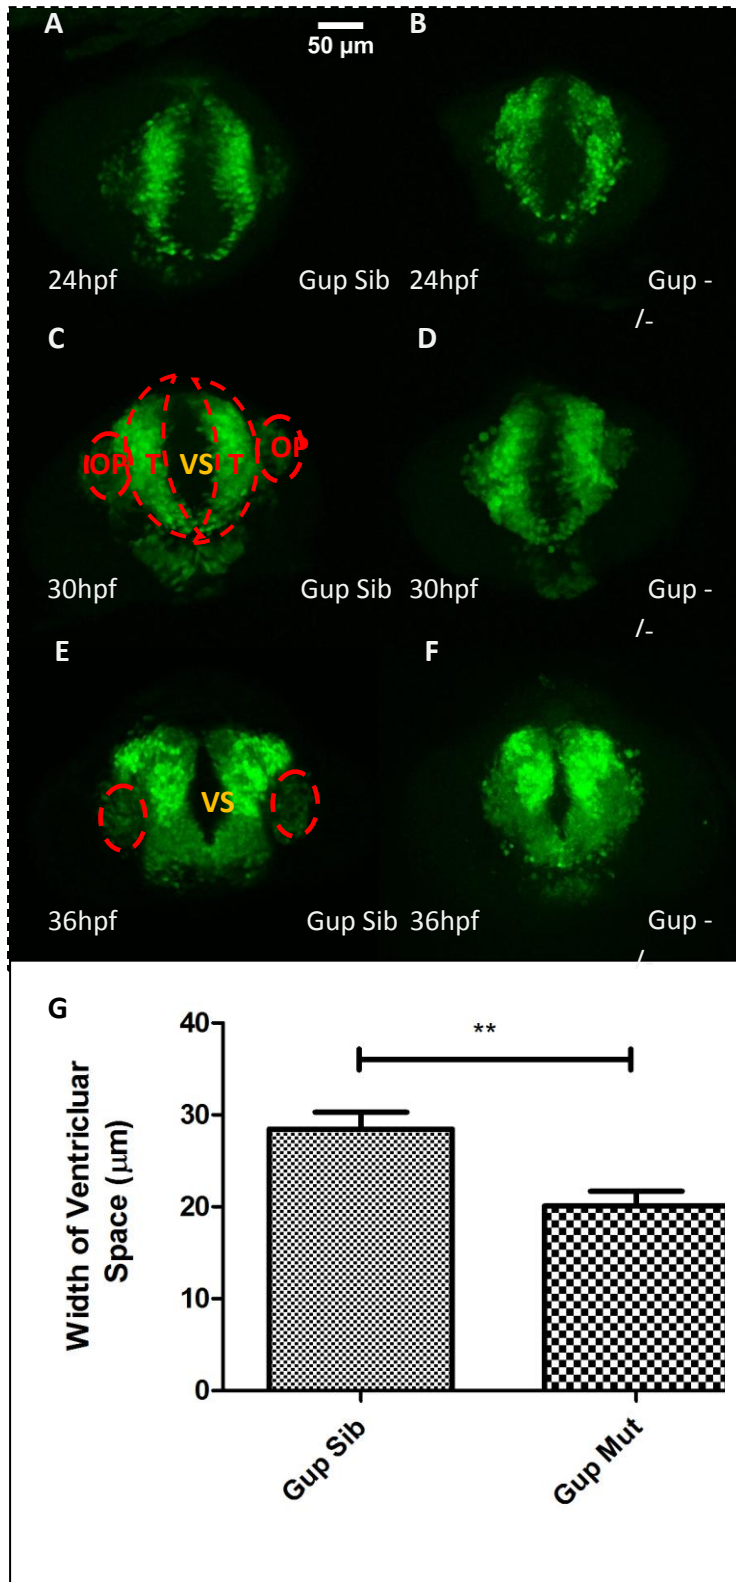 A
B
50 µm
24hpf
Gup Sib
24hpf
Gup -
/-
C
D
OP
T
VS
T
OP
30hpf
Gup Sib
30hpf
Gup -
/-
E
F
VS
36hpf
Gup Sib
36hpf
Gup -
/-
G
Width of Ventricluar
Space (µm)
40
30
20
10
0
**
Gup Sib
Gup Mut